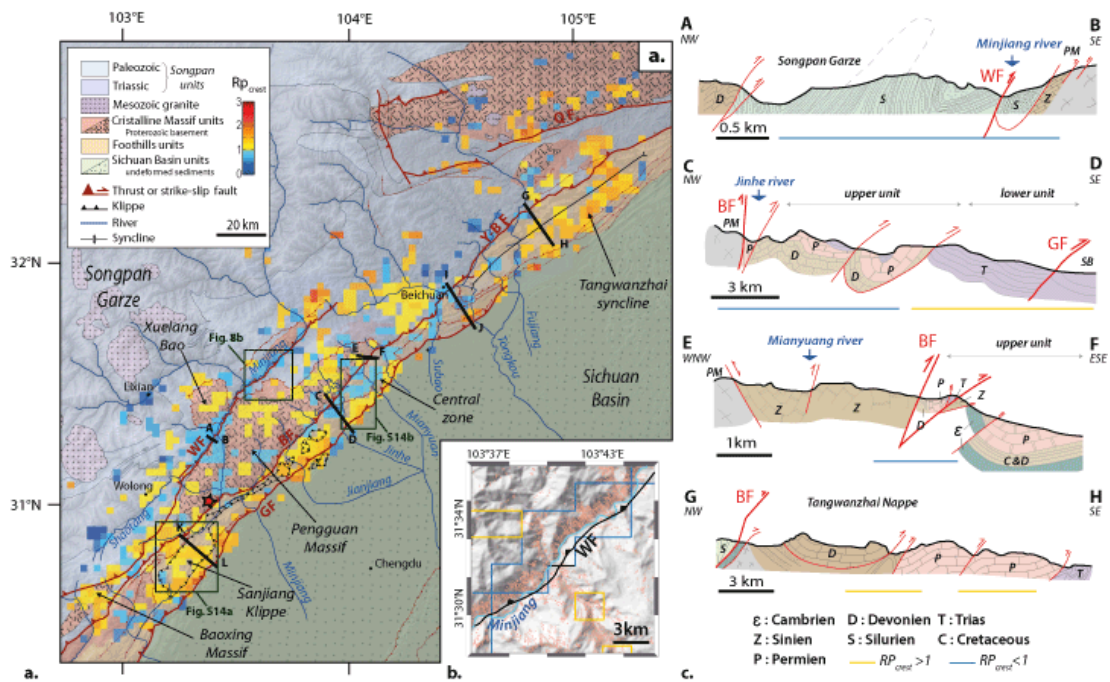 103°E
104°E
105°E
a.
Paleozoic
Triassic
Songpan
units
Mesozoic granite
Cristalline Massif units
Proterozoic basement
Foothills units
Sichuan Basin units
undeformed sediments
Thrust or strike-slip fault
Klippe
River
20 km
Syncline
Rp crest
3
2
1
0
32°N
31°N
Songpan
Garze
Xuelang
Bao
Lixian
Fig. 8b
Minjiang
Beichuan
Y-B F
G
H
I
J
Tangwanzhai
syncline
Fujiang
Tongkou
Subao
Sichuan
Basin
E
F
C
D
Central
zone
Fig.S14b
Mianyuan
Jinhe
Jianjiang
A
B
WF
BF
GF
Wolong
Pengguan
Massif
Chengdu
K
L
Sanjiang
Klippe
Minjiang
Fig.S14a
Baoxing
Massif
a.
103°37'E
103°43'E
31°34'N
31°30'N
WF
Minjiang
3km
b.
A
NW
B
SE
Songpan Garze
Minjiang river
PM
WF
D
S
S
Z
0.5 km
C
NW
D
SE
Jinhe river
upper unit
lower unit
BF
PM
P
D
P
D
P
T
GF
SB
3 km
E
WNW
F
ESE
Mianyuang river
BF
upper unit
PM
Z
Z
P
T
Z
D
Ɛ
P
C&D
1km
G
NW
H
SE
BF
Tangwanzhai Nappe
S
D
P
P
T
3 km
Ɛ : Cambrien
D : Devonien
T : Trias
Z : Sinien
S : Silurien
C : Cretaceous
P : Permien
RP crest >1
RP crest <1
c.